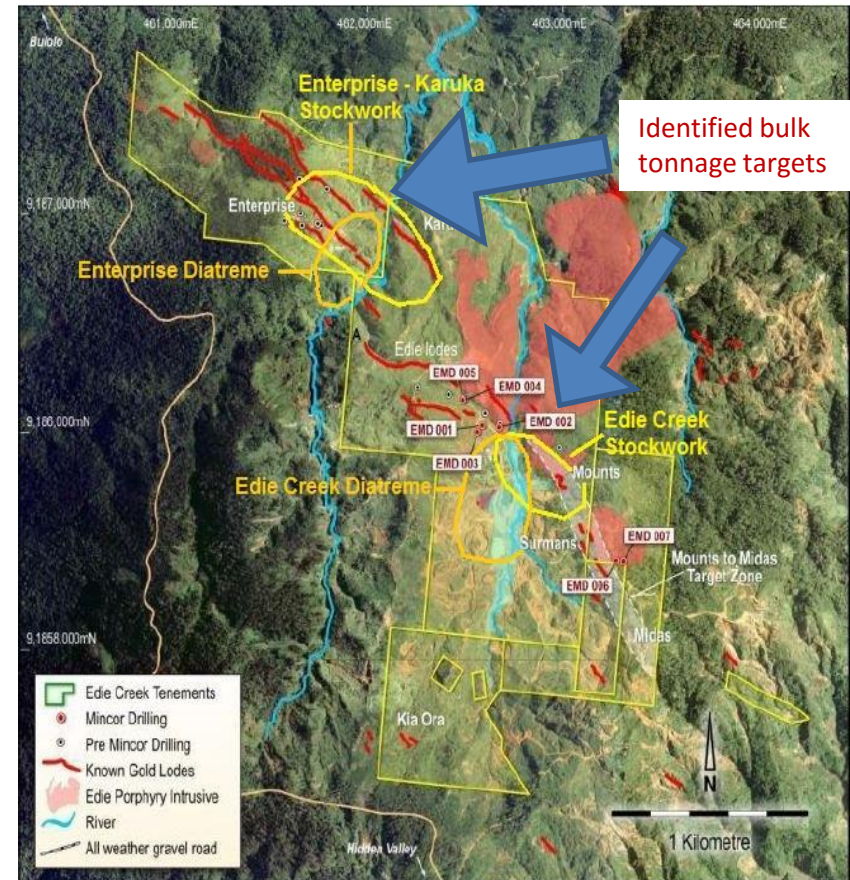 461,000mE
462,000mE
463,000mE
464,000mE
Bulolo
Enterprise - Karuka
Stockwork
Identified bulk
tonnage targets
9,187,000mN
Enterprise
Enterprise Diatreme
A
Edie lodes
EMD 005
EMD 004
9,186,000mN
EMD 001
EMD 002
EMD 003
Edie Creek
Stockwork
Mounts
Edie Creek Diatreme
Surmans
EMD 007
Mounts to Midas
Target Zone
EMD 006
9,1858,000mN
Midas
Kia Ora
Edie Creek Tenements
Mincor Drilling
Pre Mincor Drilling
Known Gold Lodes
Edie Porphyry Intrusive
River
All weather gravel road
N
1 Kilometre
Hidden Valley